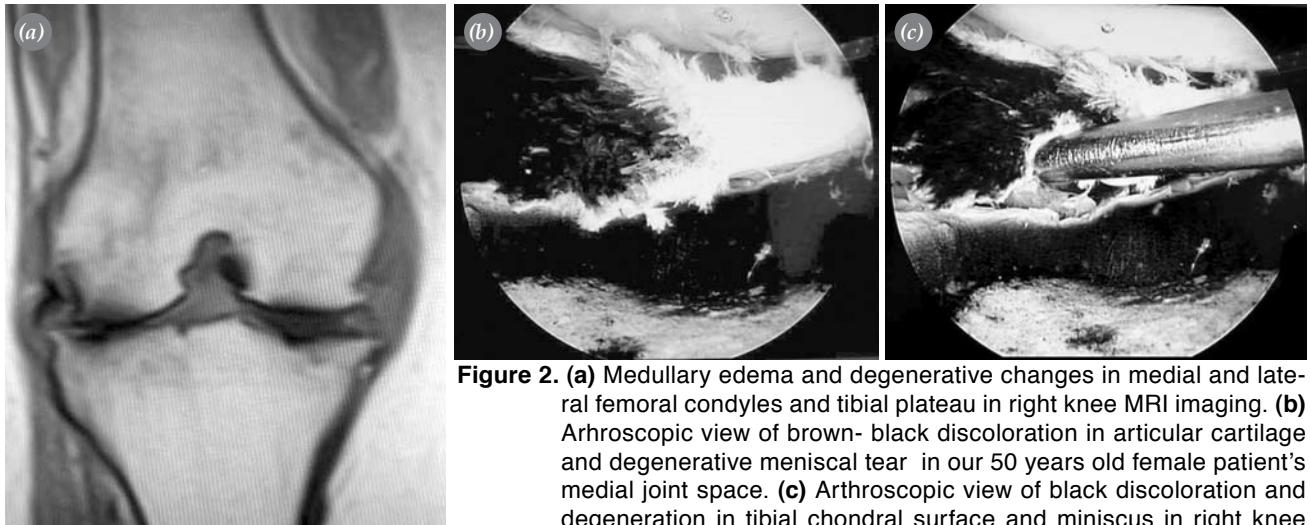 (a)
(b)
(c)
Figure 2. (a) Medullary edema and degenerative changes in medial and late-
ral femoral condyles and tibial plateau in right knee MRI imaging. (b)
Arhroscopic view of brown- black discoloration in articular cartilage
and degenerative meniscal tear in our 50 years old female patient's
medial joint space. (c) Arthroscopic view of black discoloration and
degeneration in tibial chondral surface and miniscus in right knee